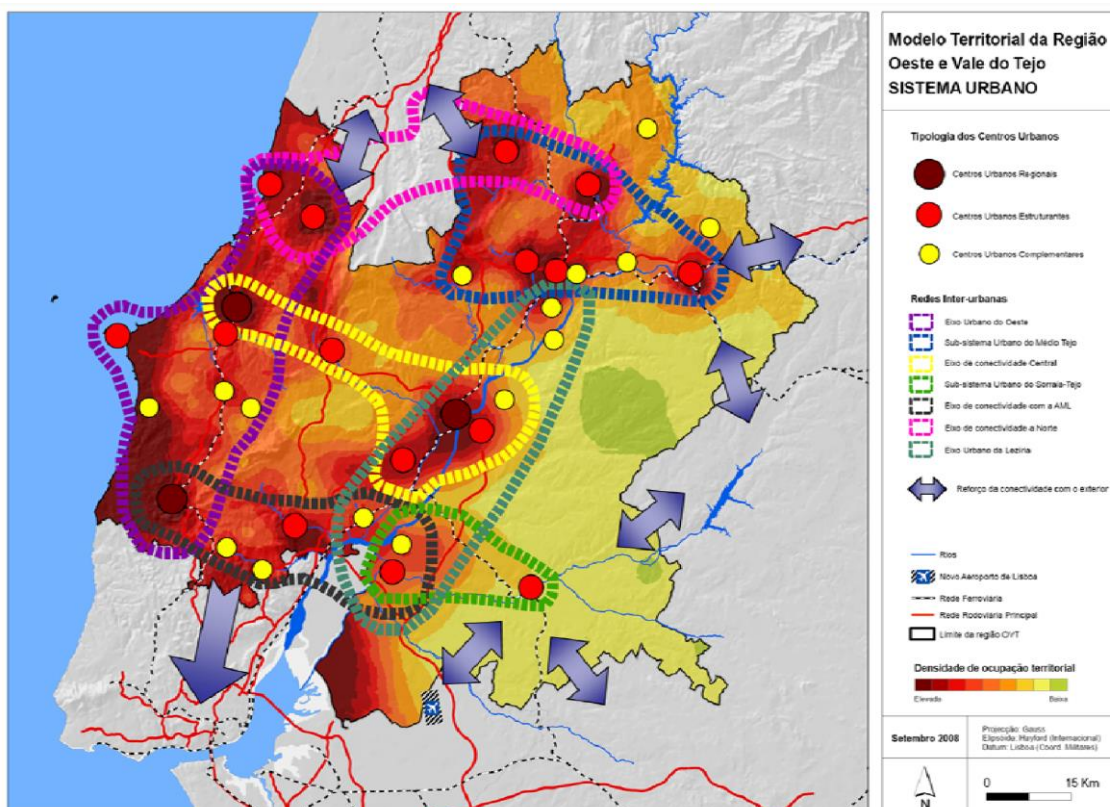 Modelo Territorial da Região
Oeste e Vale do Tejo
SISTEMA URBANO
Tipologia dos Centros Urbanos
Centros Urbanos Regionais
Centros Urbanos Estruturantes
Centros Urbanos Complementares
Redes Inter-urbanas
Eixo Urbano do Oeste
Sub-sistema Urbano do Médio Tejo
Eixo de conectividade Central
Sub-sistema Urbano do Sorraia-Tejo
Eixo de conectividade com a AML
Eixo de conectividade a Norte
Eixo Urbano da Lezíria
Reforço da conectividade com o exterior
Rios
Novo Aeroporto de Lisboa
Rede Ferroviaria
Rede Rodoviaria Principal
Limite da região OVT
Densidade de ocupação territorial
Elevada Baixa
Setembro 2008
Projecção: Gauss
Elipsóide: Hayford (Internacional)
Datum: Lisboa (Coord. Militares)
N
0 15 Km